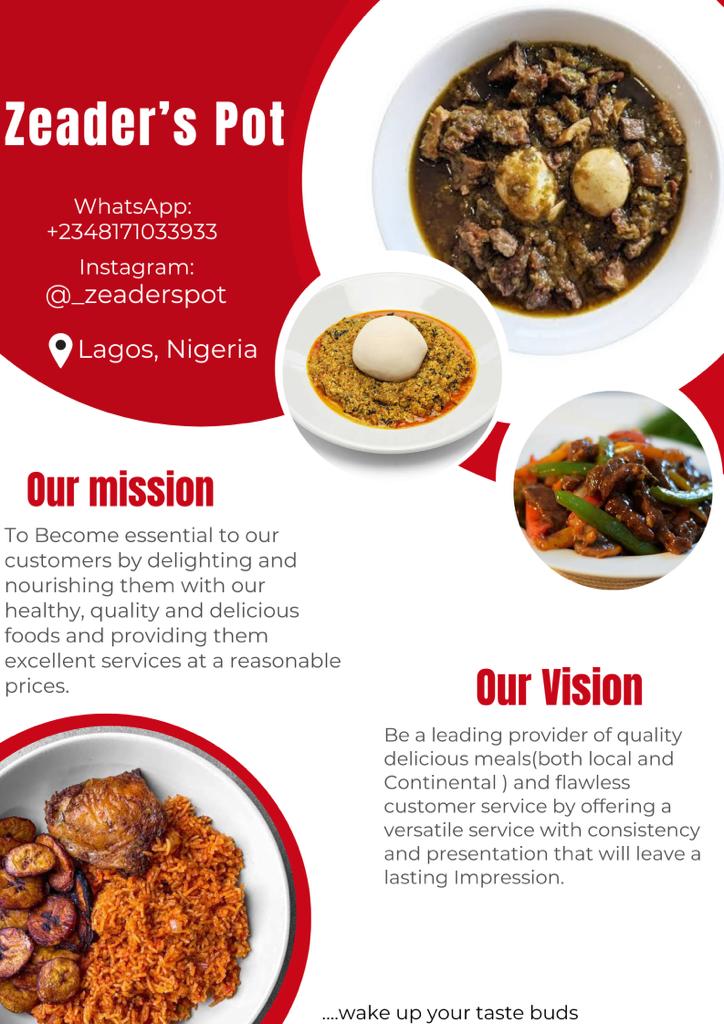 Zeader's Pot
WhatsApp:
+2348171033933
Instagram:
@_zeaderspot
Lagos, Nigeria
Our mission
To Become essential to our
customers by delighting and
nourishing them with our
healthy, quality and delicious
foods and providing them
excellent services at a reasonable
prices.
Our Vision
Be a leading provider of quality
delicious meals(both local and
Continental ) and flawless
customer service by offering a
versatile service with consistency
and presentation that will leave a
lasting Impression.
....wake up your taste buds